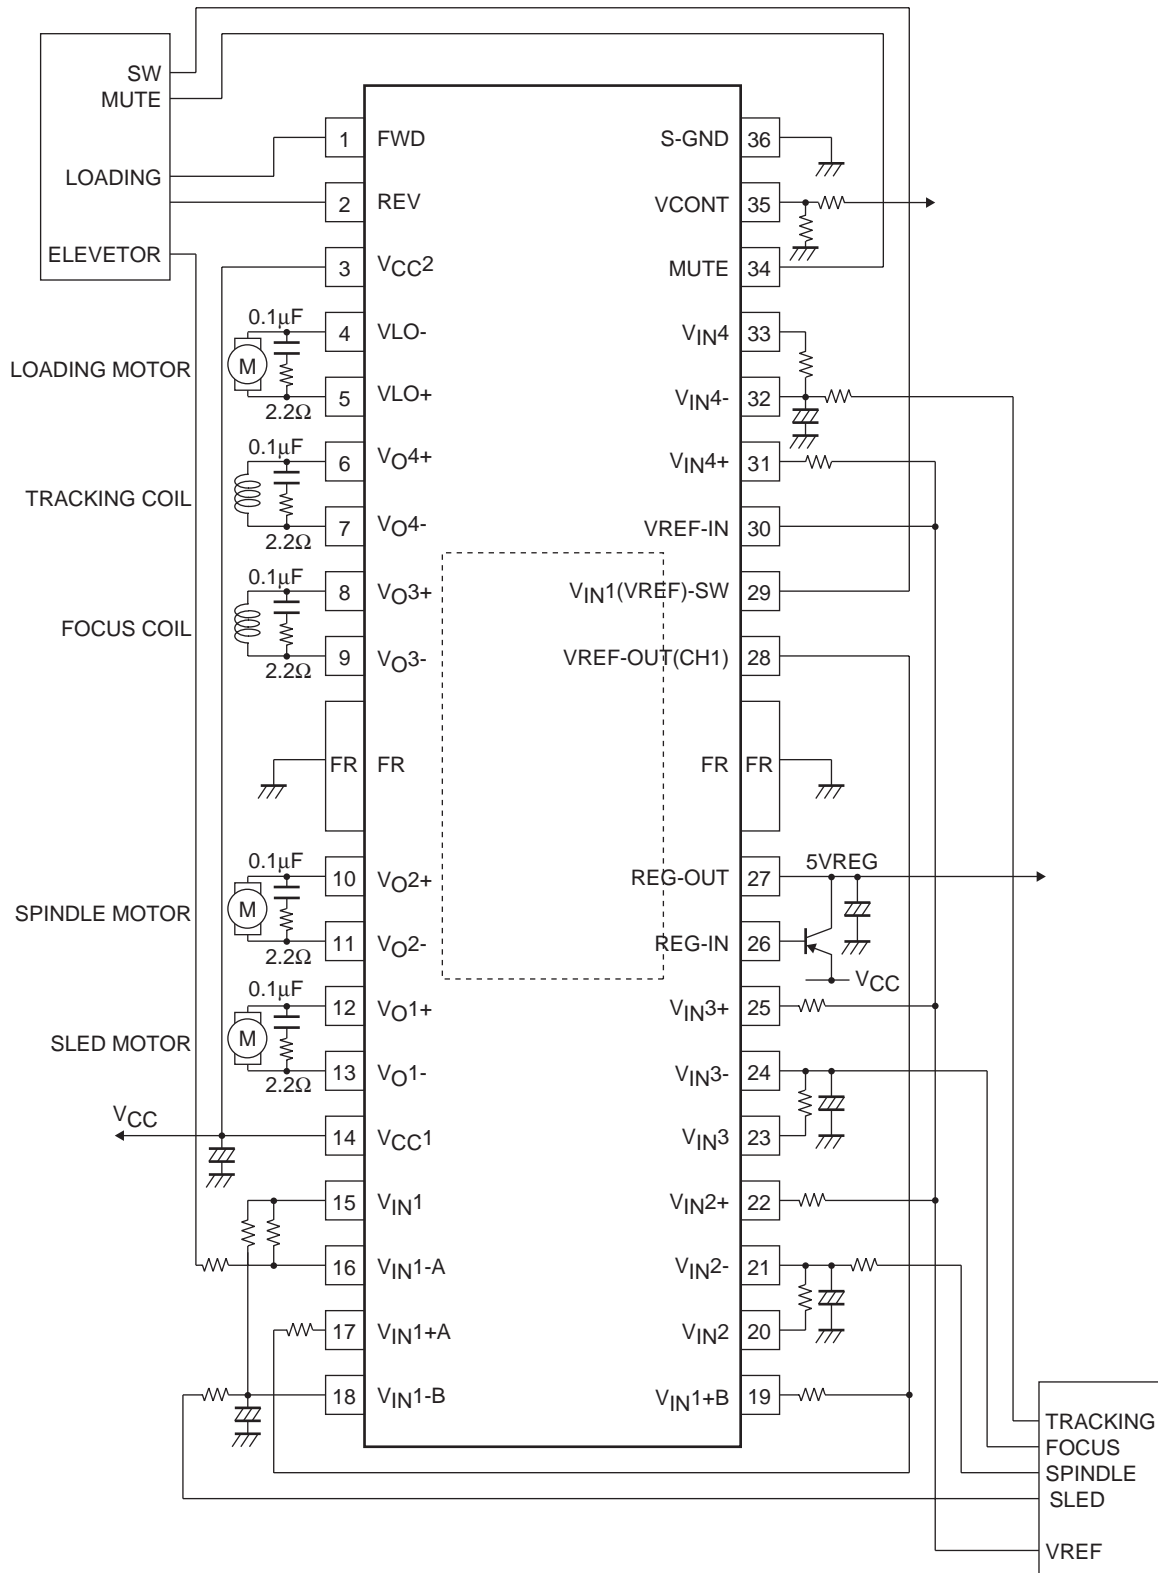 SW
MUTE
LOADING
ELEVETOR
1 FWD
2 REV
3 VCC2
4 VLO-
5 VLO+
6 VO4+
7 VO4-
8 VO3+
9 VO3-
FR FR
10 VO2+
11 VO2-
12 VO1+
13 VO1-
14 VCC1
15 VIN1
16 VIN1-A
17 VIN1+A
18 VIN1-B
S-GND 36
VCONT 35
MUTE 34
VIN4 33
VIN4- 32
VIN4+ 31
VREF-IN 30
VIN1(VREF)-SW 29
VREF-OUT(CH1) 28
FR FR
REG-OUT 27
REG-IN 26
VIN3+ 25
VIN3- 24
VIN3 23
VIN2+ 22
VIN2- 21
VIN2 20
VIN1+B 19
0.1µF
LOADING MOTOR
M
2.2Ω
0.1µF
TRACKING COIL
2.2Ω
0.1µF
FOCUS COIL
2.2Ω
0.1µF
SPINDLE MOTOR
M
2.2Ω
0.1µF
SLED MOTOR
M
2.2Ω
VCC
5VREG
VCC
TRACKING
FOCUS
SPINDLE
SLED
VREF